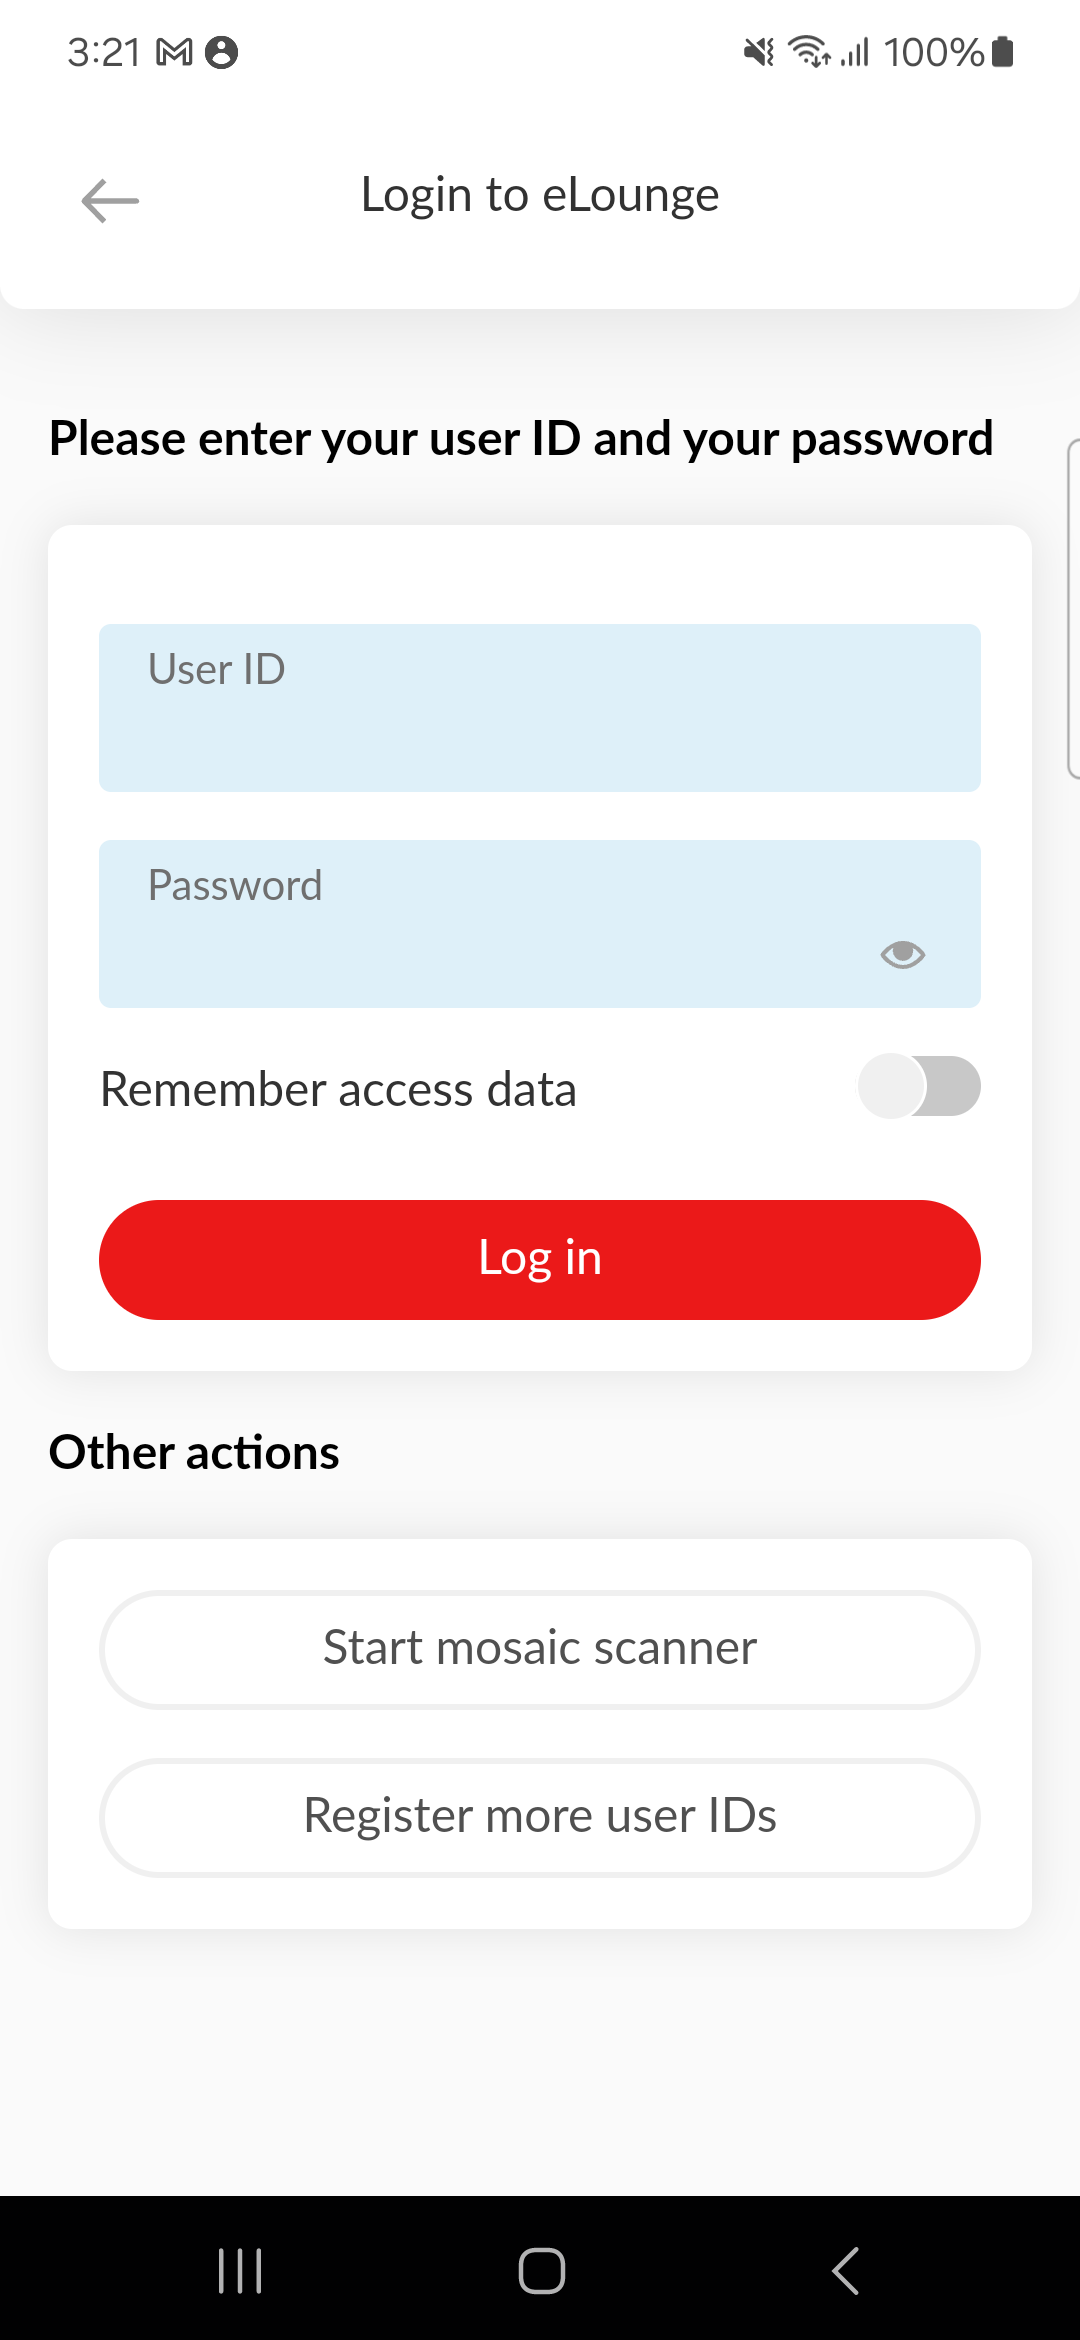 3:21 100%
Login to eLounge
Please enter your user ID and your password
User ID
Password
Remember access data
Log in
Other actions
Start mosaic scanner
Register more user IDs